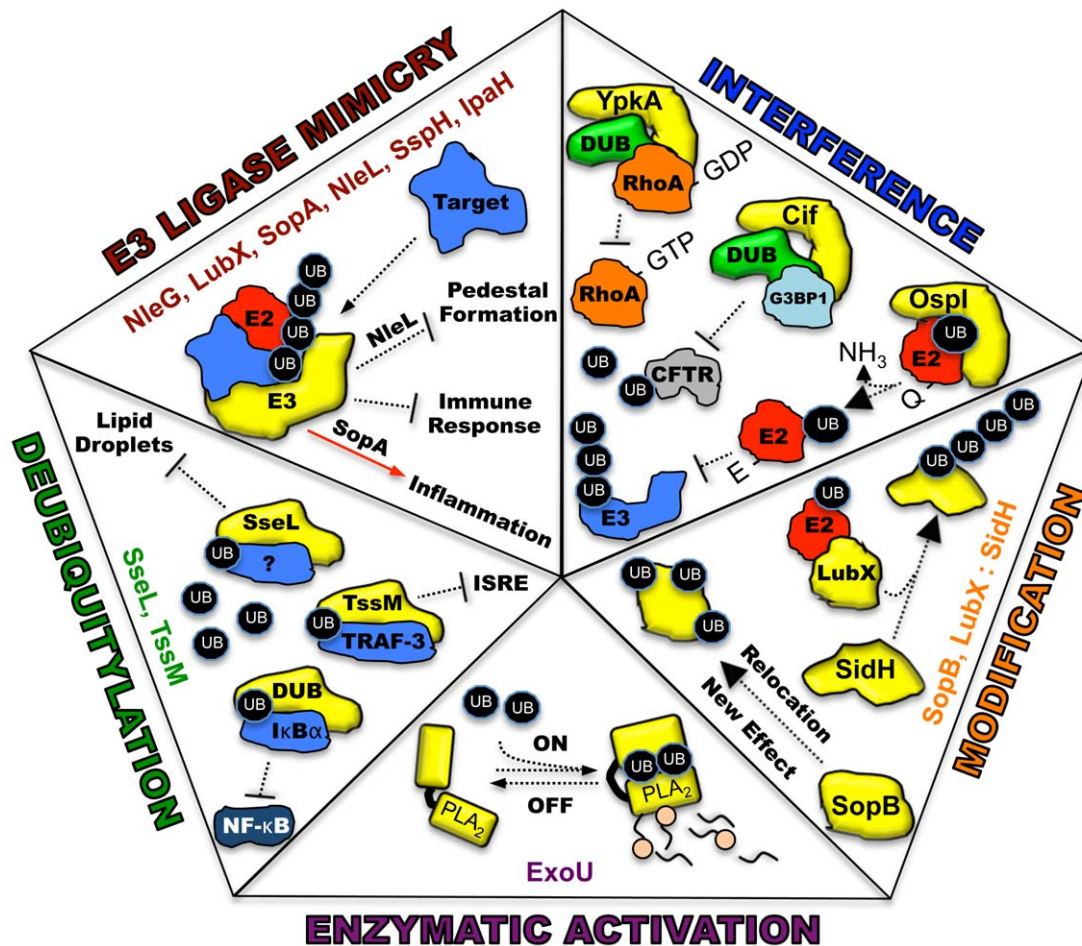 E3 LIGASE MIMICRY
NleG, LubX, SopA, NleL, SspH, IpaH
Target
UB
UB
E2
UB
UB
E3
NleL
Pedestal
Formation
Immune
Response
SopA
Inflammation
INTERFERENCE
YpkA
DUB
RhoA
GDP
RhoA
GTP
Cif
DUB
G3BP1
UB
UB
CFTR
OspI
UB
E2
NH3
Q
UB
E2
E
UB
UB
UB
E3
MODIFICATION
SopB, LubX : SidH
UB
UB
UB
UB
UB
E2
LubX
SidH
UB
UB
UB
Relocation
New Effect
SopB
ENZYMATIC ACTIVATION
ExoU
UB
UB
ON
OFF
PLA2
UB
UB
PLA2
DEUBIQUITYLATION
SseL, TssM
Lipid
Droplets
SseL
UB
?
UB
UB
UB
TssM
UB
TRAF-3
ISRE
DUB
UB
IκBα
NF-κB